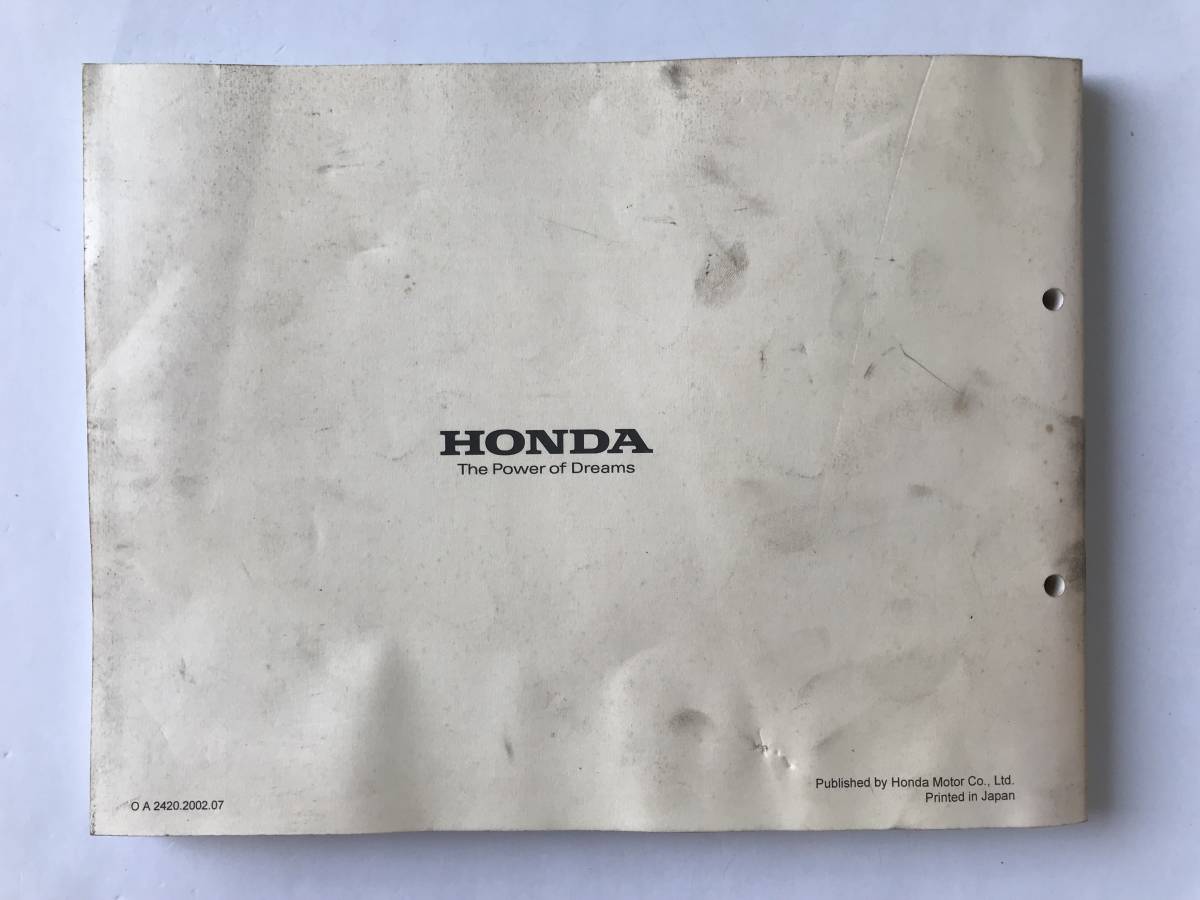 HONDA
The Power of Dreams
Published by Honda Motor Co., Ltd.
Printed in Japan
O A 2420.2002.07